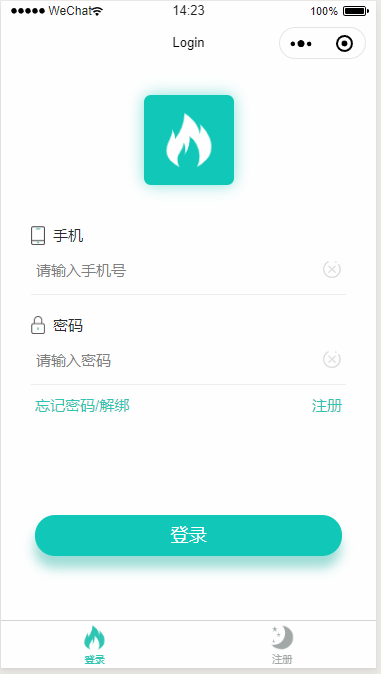 ●●●●● WeChat 14:23 100%
Login
手机
请输入手机号
密码
请输入密码
忘记密码/解绑 注册
登录
登录 注册